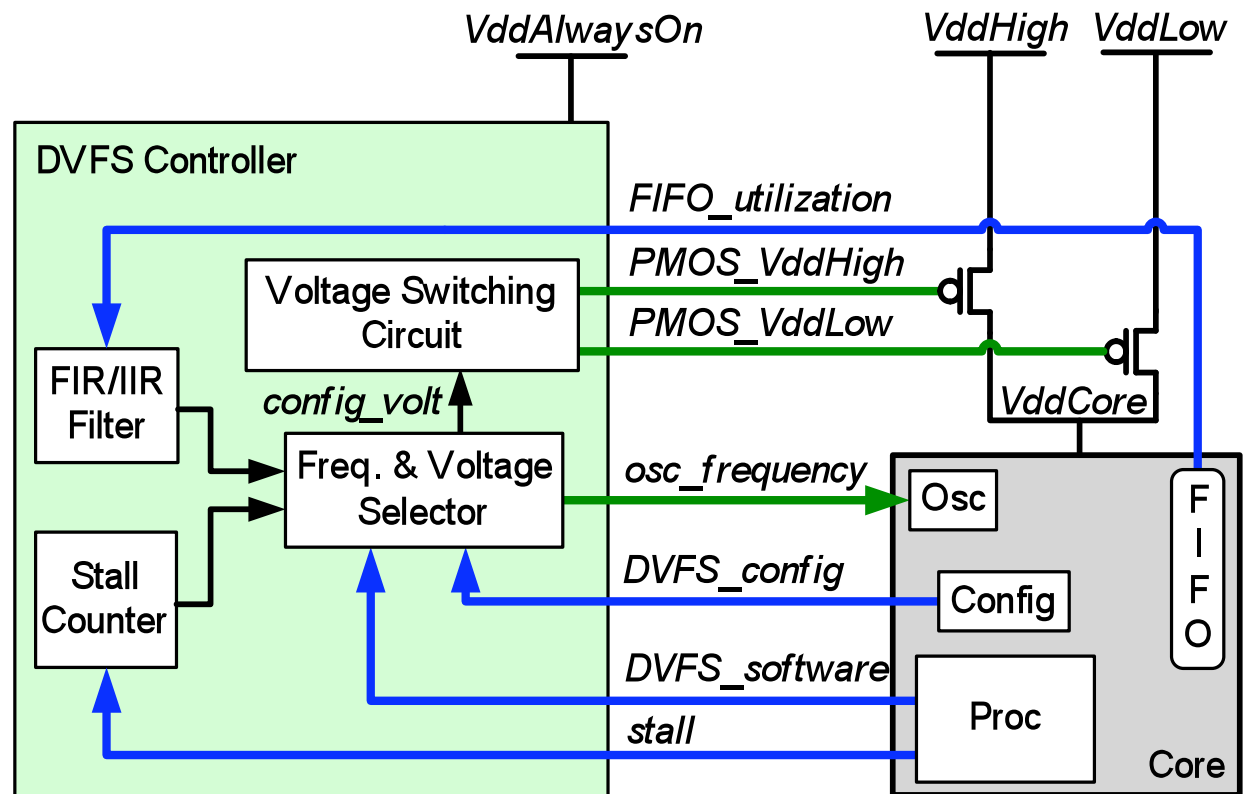 VddAlwaysOn
VddHigh
VddLow
DVFS Controller
FIFO_utilization
Voltage Switching
Circuit
PMOS_VddHigh
PMOS_VddLow
FIR/IIR
Filter
config_volt
VddCore
Freq. & Voltage
Selector
osc_frequency
Osc
F
I
F
O
Stall
Counter
DVFS_config
Config
DVFS_software
Proc
stall
Core